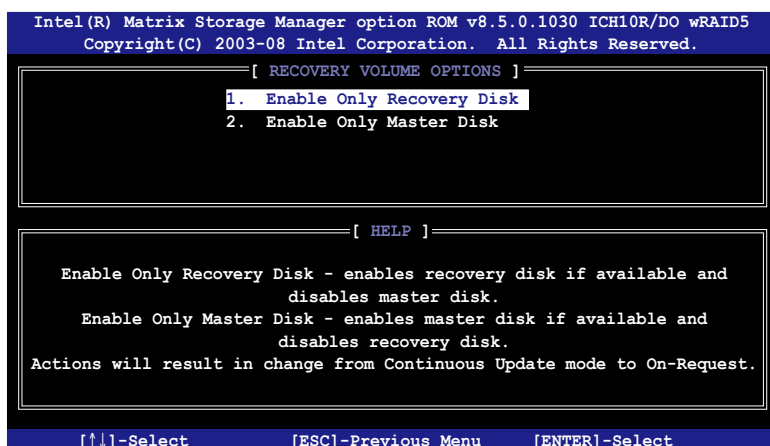 Intel(R) Matrix Storage Manager option ROM v8.5.0.1030 ICH10R/DO wRAID5
Copyright(C) 2003-08 Intel Corporation. All Rights Reserved.
[ RECOVERY VOLUME OPTIONS ]
1. Enable Only Recovery Disk
2. Enable Only Master Disk
[ HELP ]
Enable Only Recovery Disk - enables recovery disk if available and
disables master disk.
Enable Only Master Disk - enables master disk if available and
disables recovery disk.
Actions will result in change from Continuous Update mode to On-Request.
[↑↓]-Select [ESC]-Previous Menu [ENTER]-Select